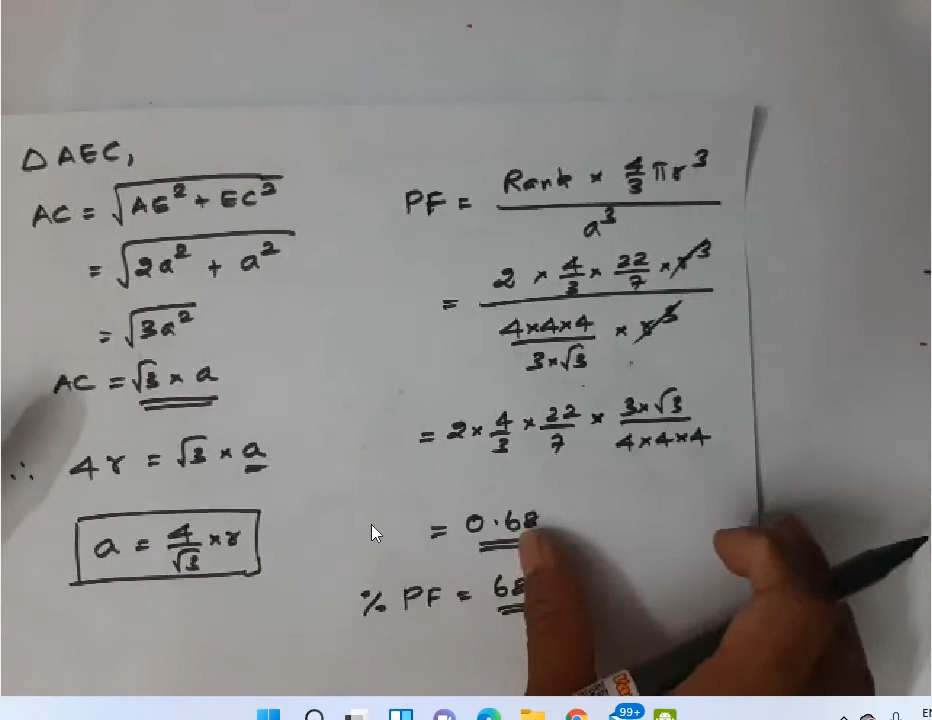 △ AEC,
AC = √AE² + EC²
= √2a² + a²
= √3a²
AC = √3 × a
∴ 4r = √3 × a
a = 4/√3 × r
PF = Rank × 4/3 πr³ / a³
= 2 × 4/3 × 22/7 × r³ / 4×4×4/3×√3 × r³
= 2 × 4/3 × 22/7 × 3×√3/4×4×4
= 0.68
% PF = 68
99+